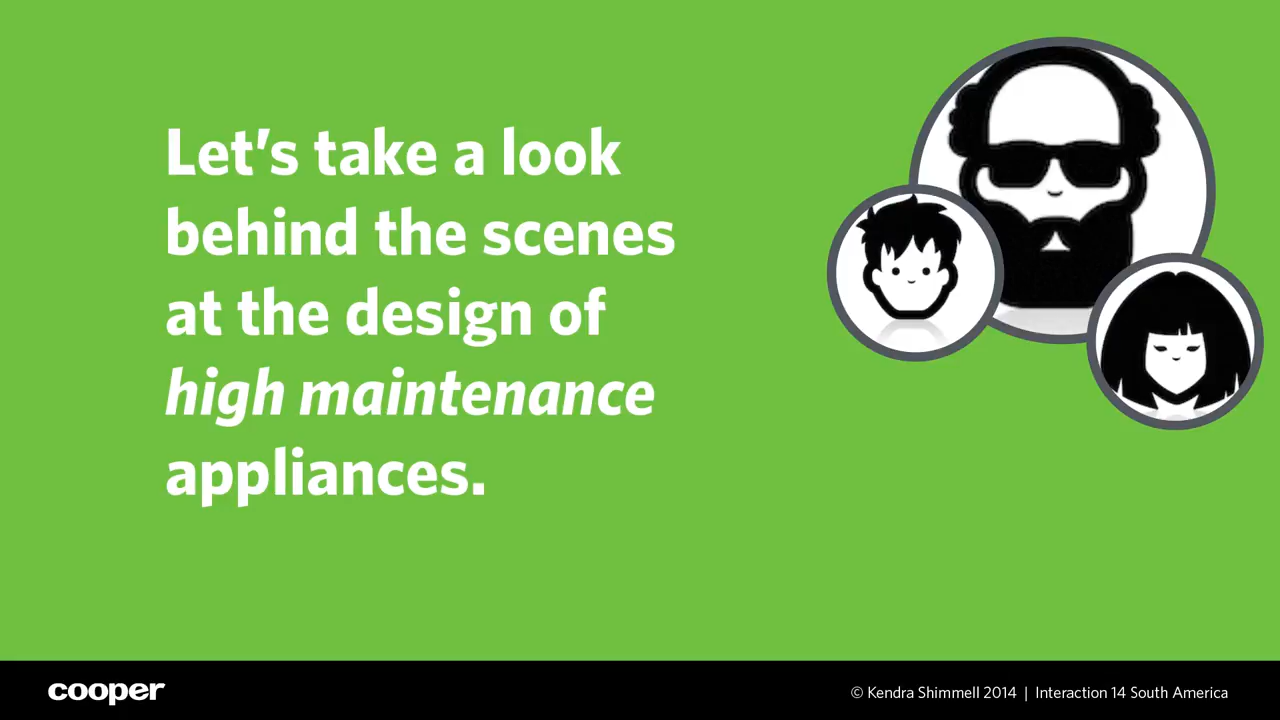 Let’s take a look
behind the scenes
at the design of
high maintenance
appliances.
cooper
© Kendra Shimmell 2014 | Interaction 14 South America